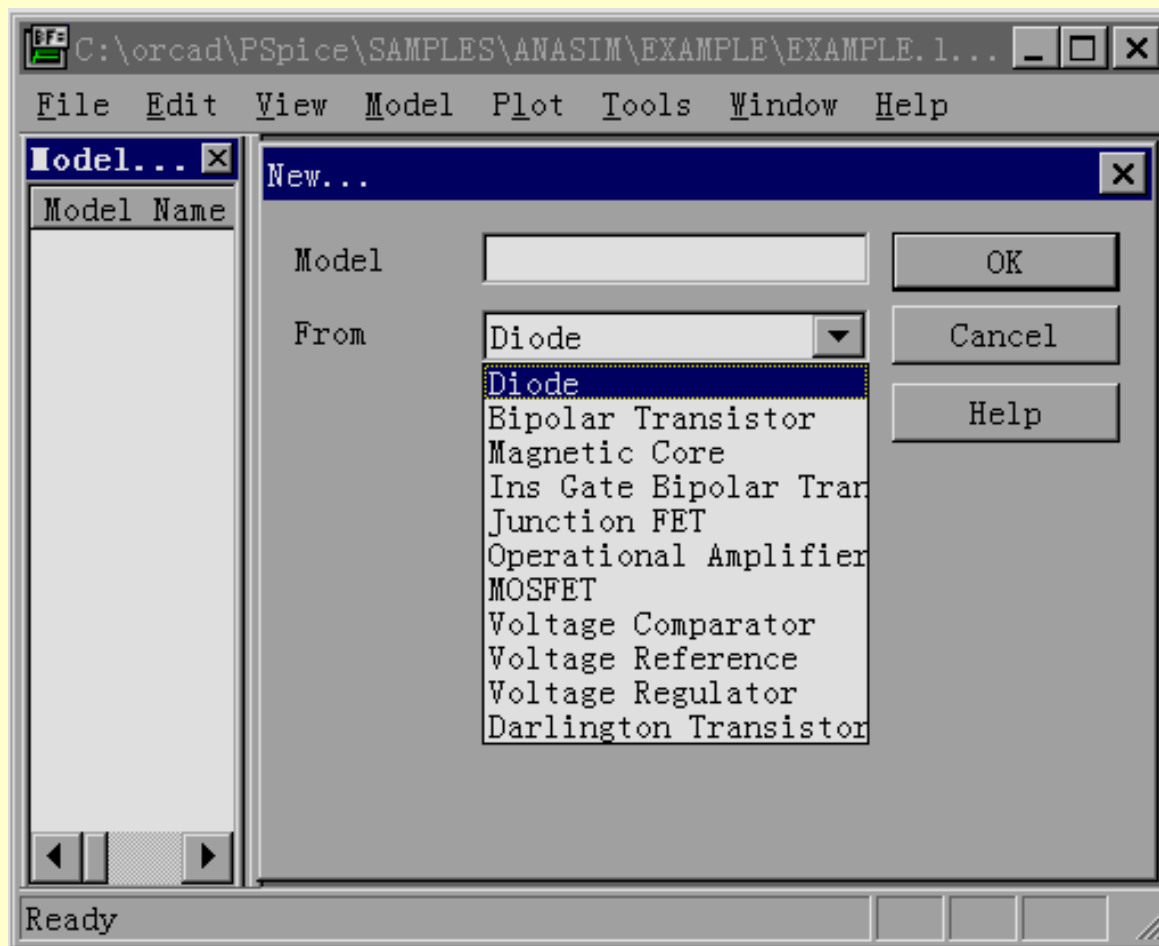 C:\orcad\PSpice\SAMPLES\ANASIM\EXAMPLE\EXAMPLE.l...
File Edit View Model Plot Tools Window Help
Model...
Model Name
New...
Model
OK
From
Diode
Cancel
Diode
Bipolar Transistor
Help
Magnetic Core
Ins Gate Bipolar Tran
Junction FET
Operational Amplifier
MOSFET
Voltage Comparator
Voltage Reference
Voltage Regulator
Darlington Transistor
Ready